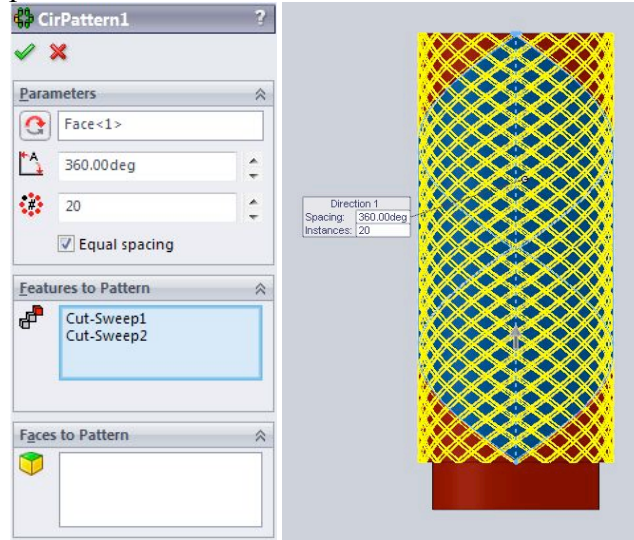 CirPattern1 ?
Parameters
Face<1>
360.00deg
20
Equal spacing
Features to Pattern
Cut-Sweep1
Cut-Sweep2
Faces to Pattern
Direction 1
Spacing: 360.00deg
Instances: 20